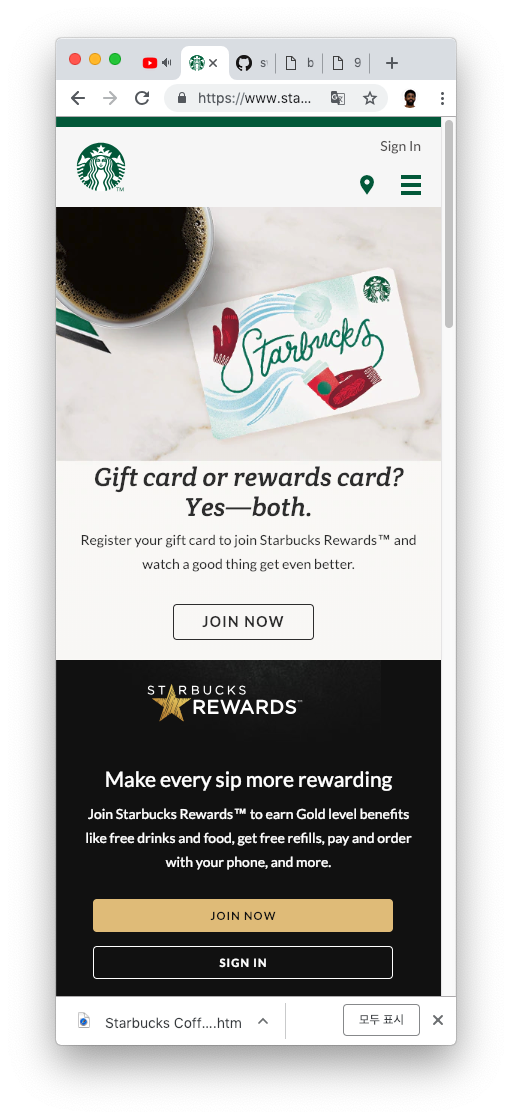 s
b
9
https://www.sta...
Sign In
TM
Starbucks
Gift card or rewards card?
Yes—both.
Register your gift card to join Starbucks Rewards™ and
watch a good thing get even better.
JOIN NOW
STARBUCKS
REWARDS™
Make every sip more rewarding
Join Starbucks Rewards™ to earn Gold level benefits
like free drinks and food, get free refills, pay and order
with your phone, and more.
JOIN NOW
SIGN IN
Starbucks Coff....htm
모두 표시